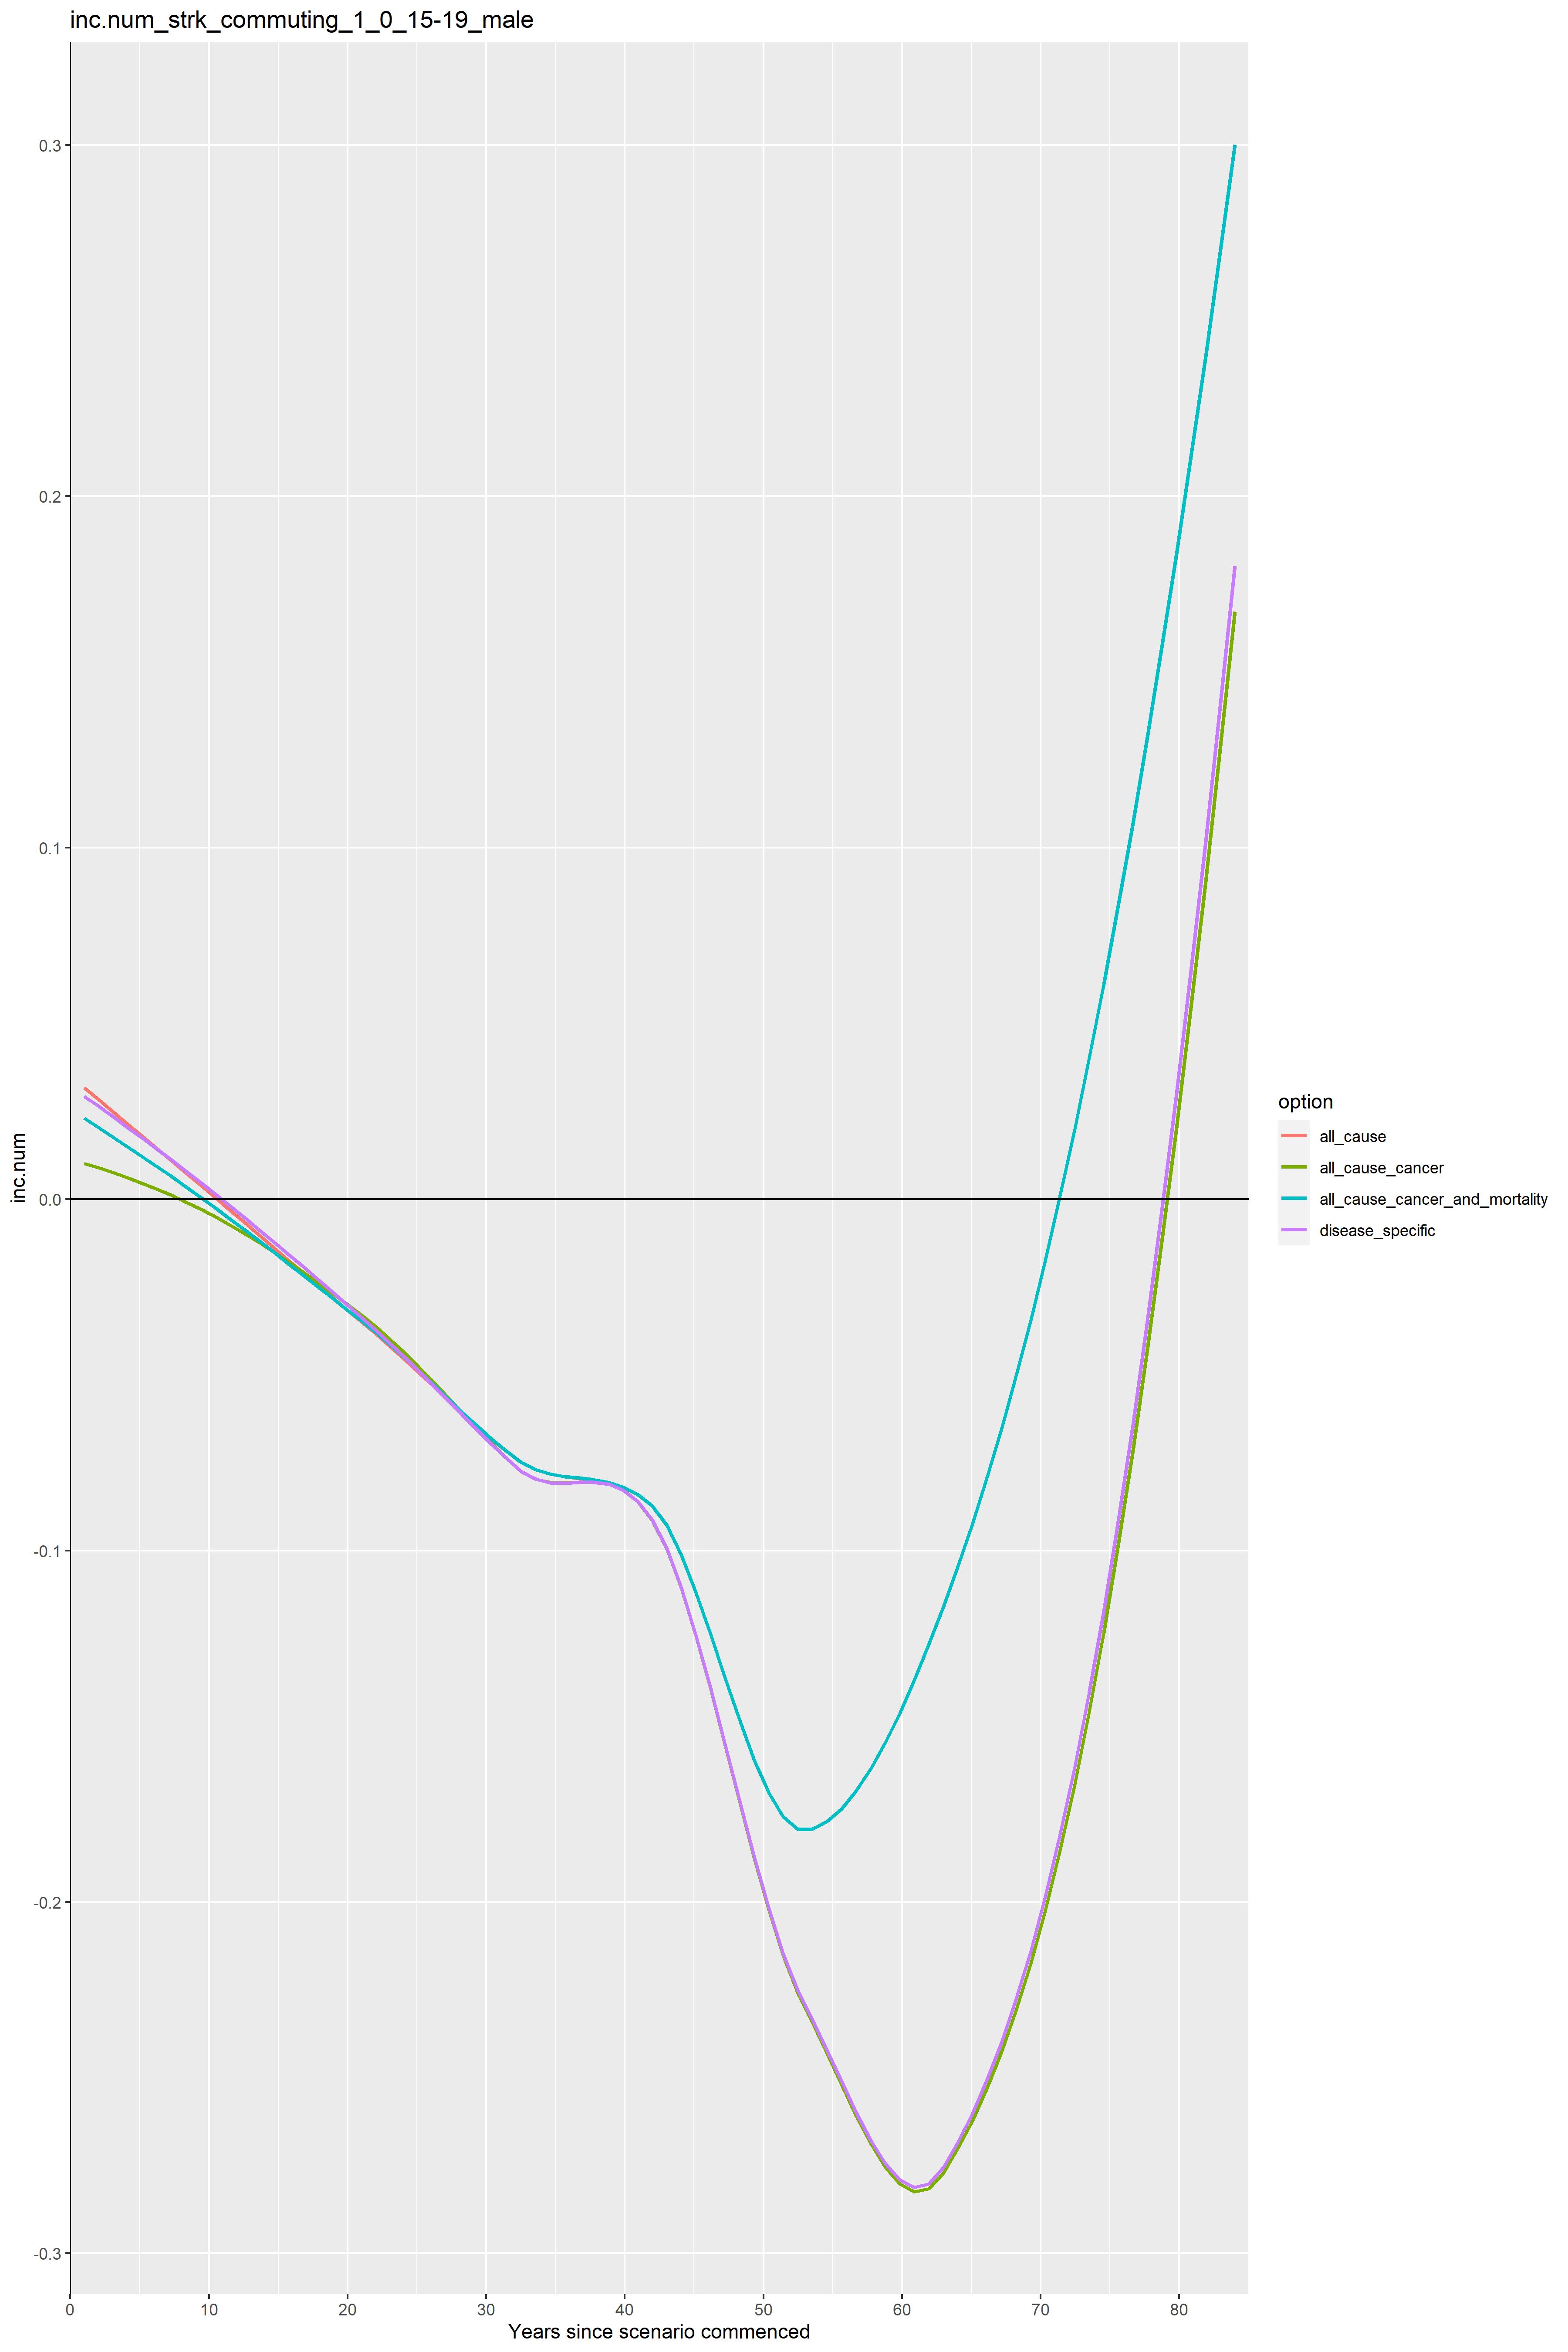 inc.num_strk_commuting_1_0_15-19_male
0.3
0.2
0.1
0.0
-0.1
-0.2
-0.3
inc.num
0 10 20 30 40 50 60 70 80
Years since scenario commenced
option
all_cause
all_cause_cancer
all_cause_cancer_and_mortality
disease_specific